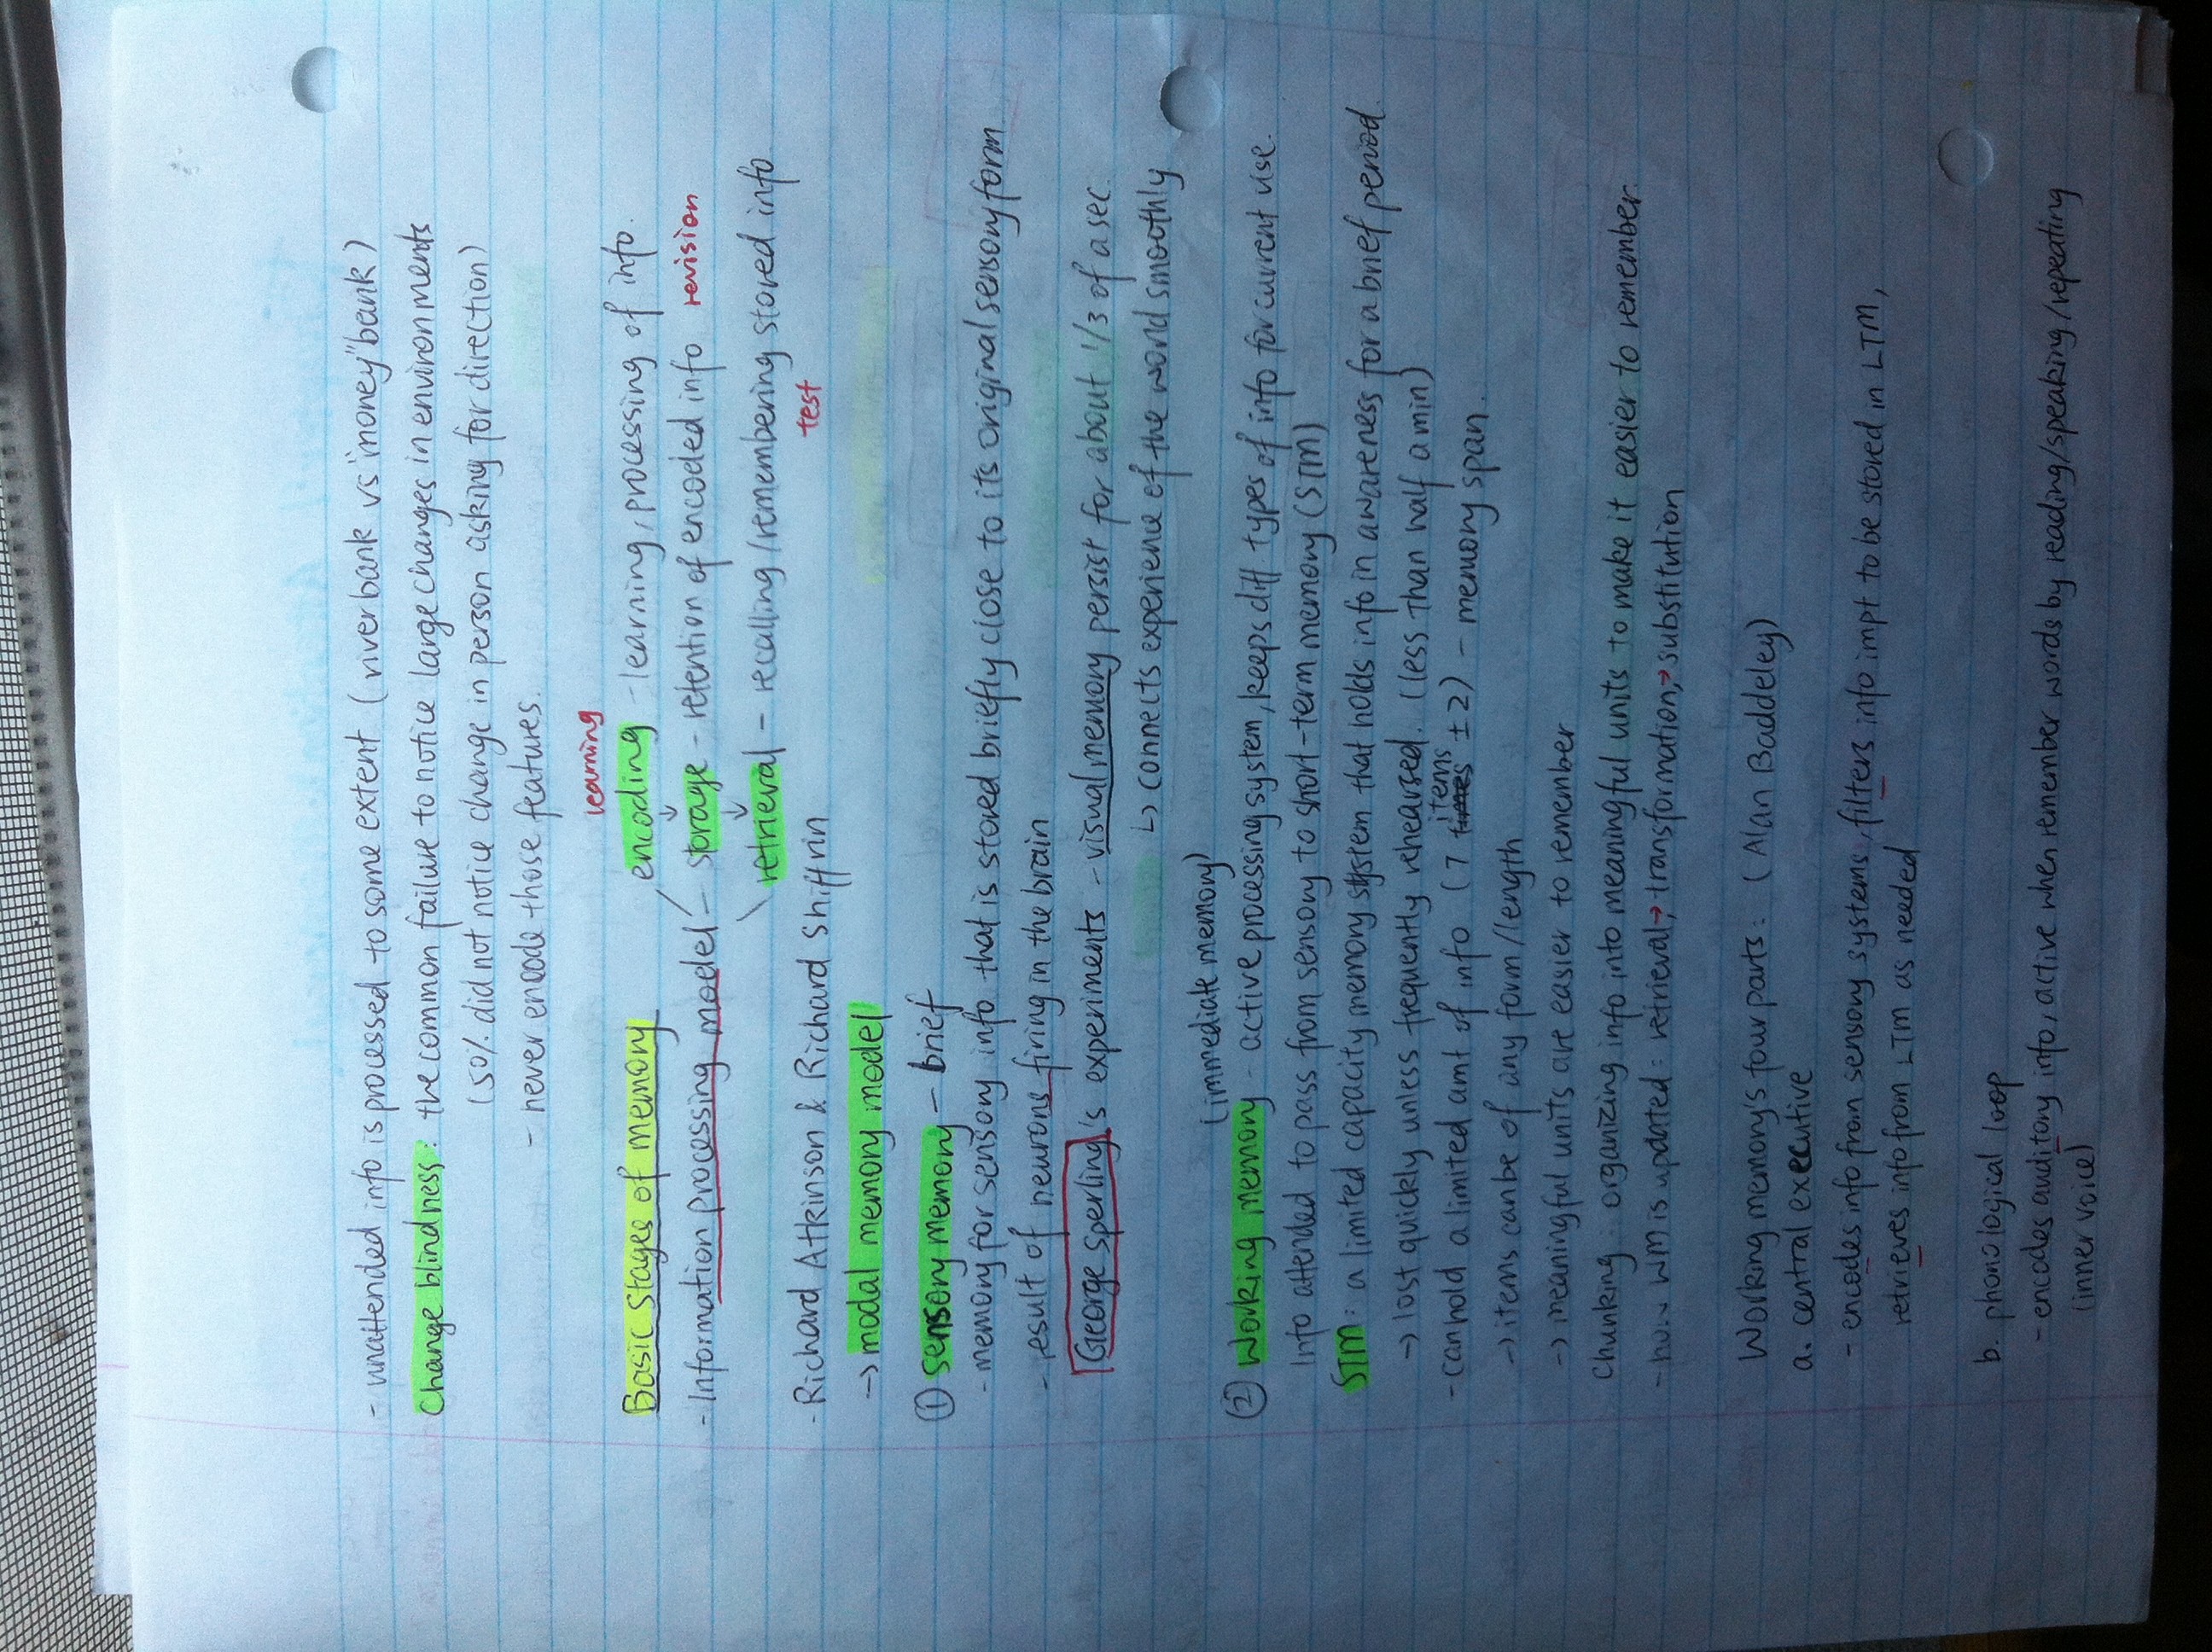 - unattended info is processed to some extent (riverbank vs "money" bank)
Change blindness: the common failure to notice large changes in environments
(50% did not notice change in person asking for direction)
- never encode those features.
learning
Basic stages of memory
encoding - learning, processing of info.
- Information processing model - storage - retention of encoded info revision
retrieval - recalling/remembering stored info
test
- Richard Atkinson & Richard Shiffrin
→ modal memory model
① sensory memory - brief
- memory for sensory info that is stored briefly close to its original sensory form
- result of neurons firing in the brain
George Sperling's experiments - visual memory persist for about 1/3 of a sec
↳ connects experience of the world smoothly
(immediate memory)
② working memory - active processing system, keeps diff types of info for current use.
Info attended to pass from sensory to short-term memory (STM)
STM: a limited capacity memory system that holds info in awareness for a brief period.
→ lost quickly unless frequently rehearsed. (less than half a min)
- can hold a limited amt of info (7 items ± 2) - memory span.
→ items can be of any form/length
→ meaningful units are easier to remember
Chunking: organizing info into meaningful units to make it easier to remember.
- how WM is updated: retrieval, → transformation, → substitution
Working memory's four parts: (Alan Baddeley)
a. central executive
- encodes info from sensory systems, filters info impt to be stored in LTM,
retrieves info from LTM as needed
b. phonological loop
- encodes auditory info, active when remember words by reading/speaking/repeating
(inner voice)